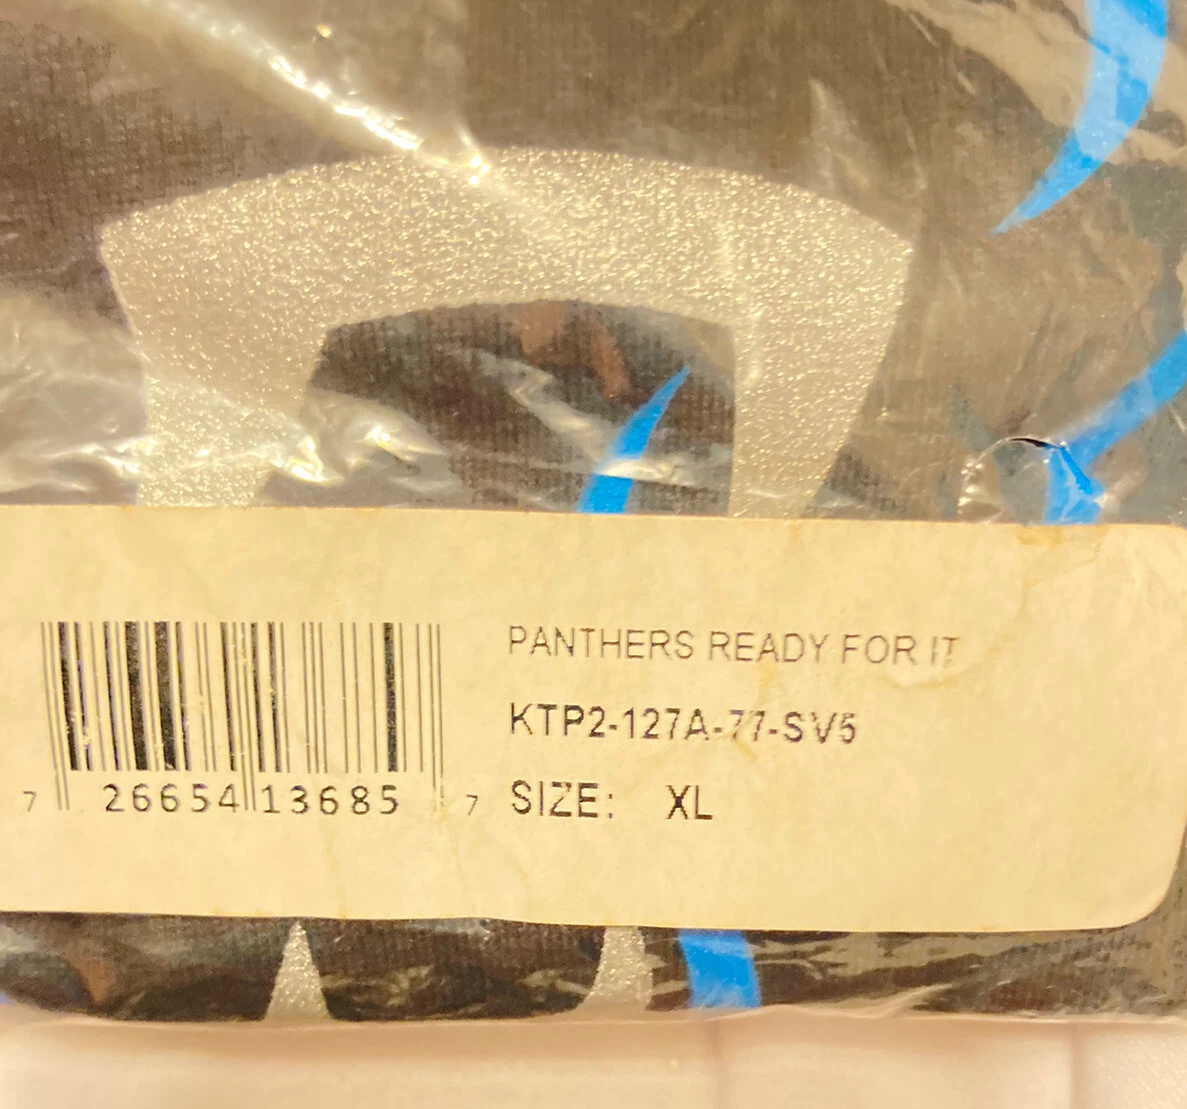 PANTHERS READY FOR IT
KTP2-127A-77-SV5
SIZE: XL
7 26654 13685 7